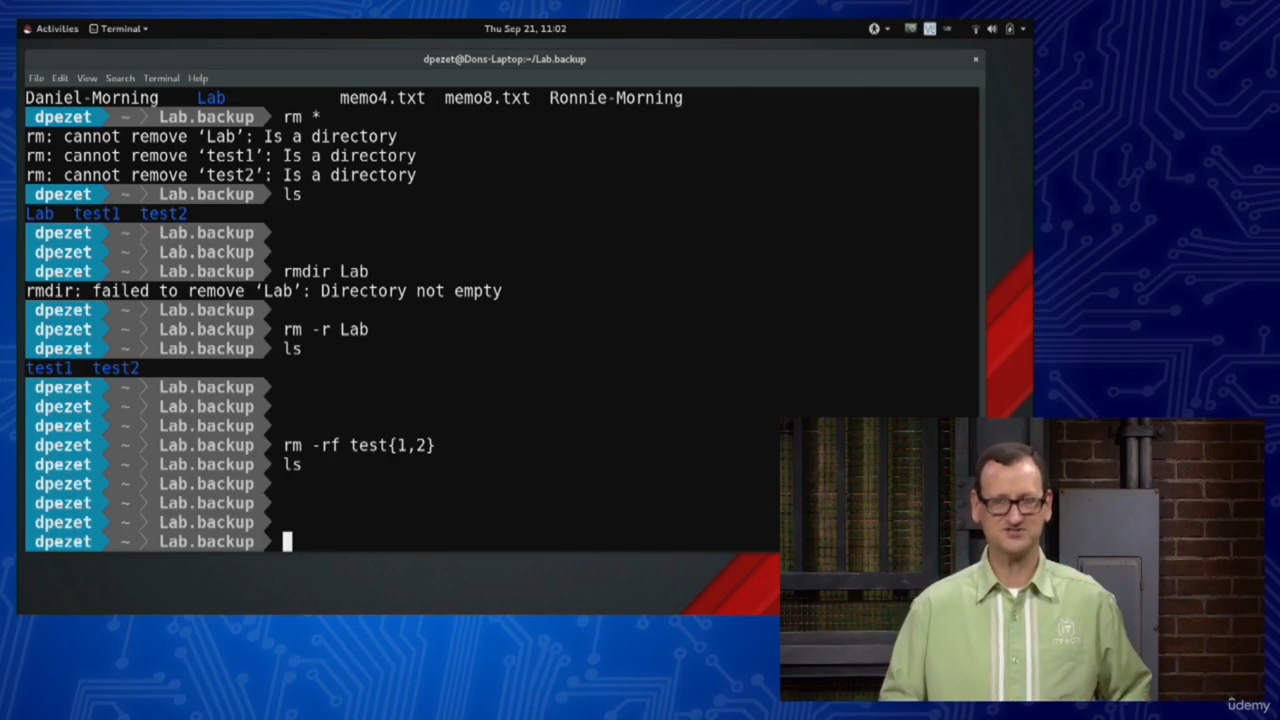 Activities Terminal Thu Sep 21, 11:02
dpezet@Dons-Laptop:~/Lab.backup ×
File Edit View Search Terminal Help
Daniel-Morning Lab memo4.txt memo8.txt Ronnie-Morning
dpezet ~ Lab.backup rm *
rm: cannot remove ‘Lab’: Is a directory
rm: cannot remove ‘test1’: Is a directory
rm: cannot remove ‘test2’: Is a directory
dpezet ~ Lab.backup ls
Lab test1 test2
dpezet ~ Lab.backup
dpezet ~ Lab.backup
dpezet ~ Lab.backup rmdir Lab
rmdir: failed to remove ‘Lab’: Directory not empty
dpezet ~ Lab.backup
dpezet ~ Lab.backup rm -r Lab
dpezet ~ Lab.backup ls
test1 test2
dpezet ~ Lab.backup
dpezet ~ Lab.backup
dpezet ~ Lab.backup
dpezet ~ Lab.backup rm -rf test{1,2}
dpezet ~ Lab.backup ls
dpezet ~ Lab.backup
dpezet ~ Lab.backup
dpezet ~ Lab.backup
dpezet ~ Lab.backup
udemy